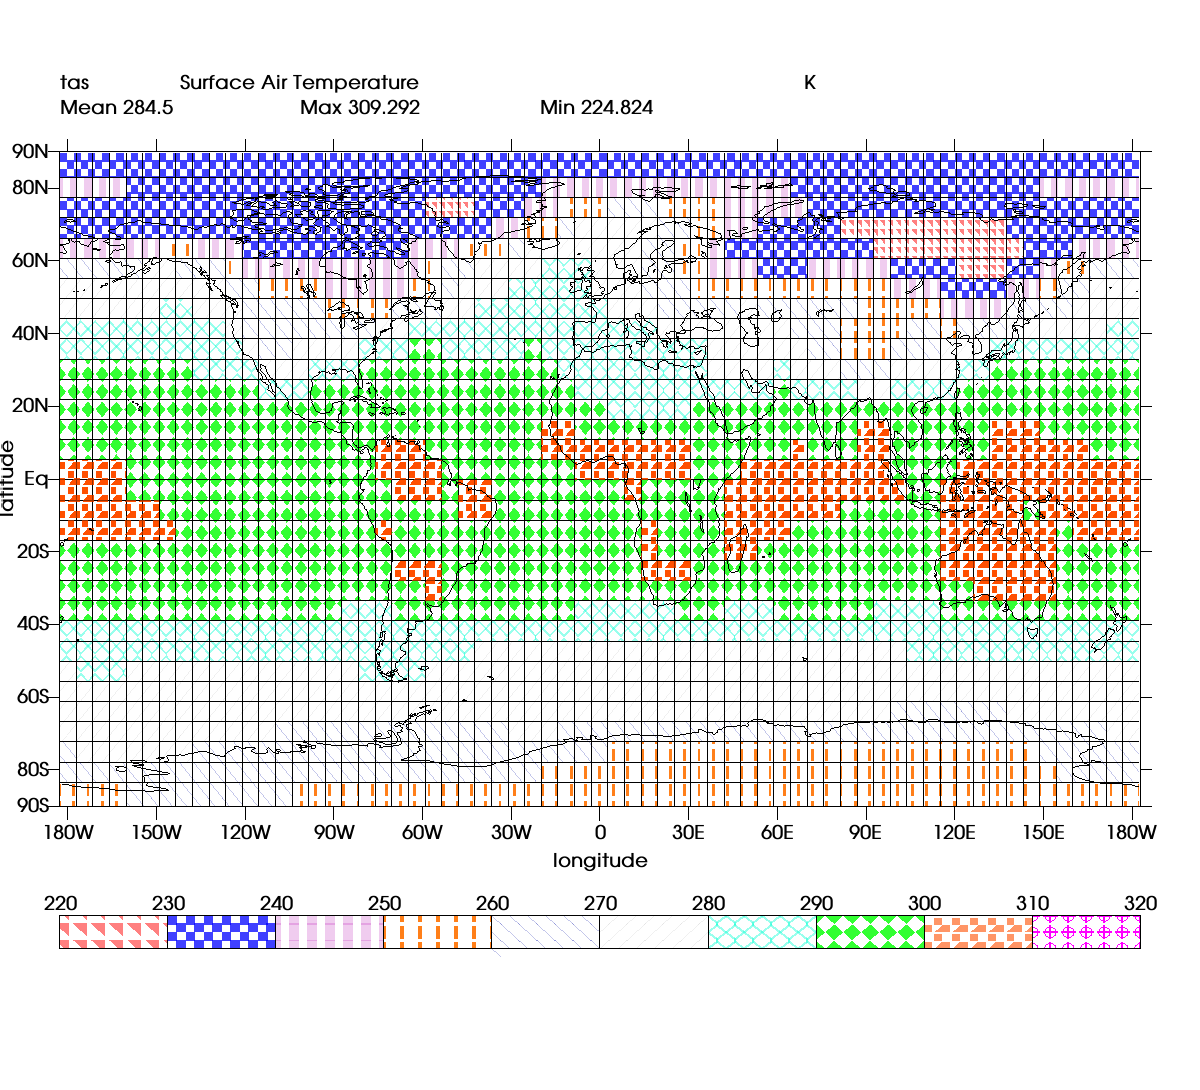 tas Surface Air Temperature K
Mean 284.5 Max 309.292 Min 224.824
90N
80N
60N
40N
20N
Eq
20S
40S
60S
80S
90S
latitude
180W 150W 120W 90W 60W 30W 0 30E 60E 90E 120E 150E 180W
longitude
220 230 240 250 260 270 280 290 300 310 320